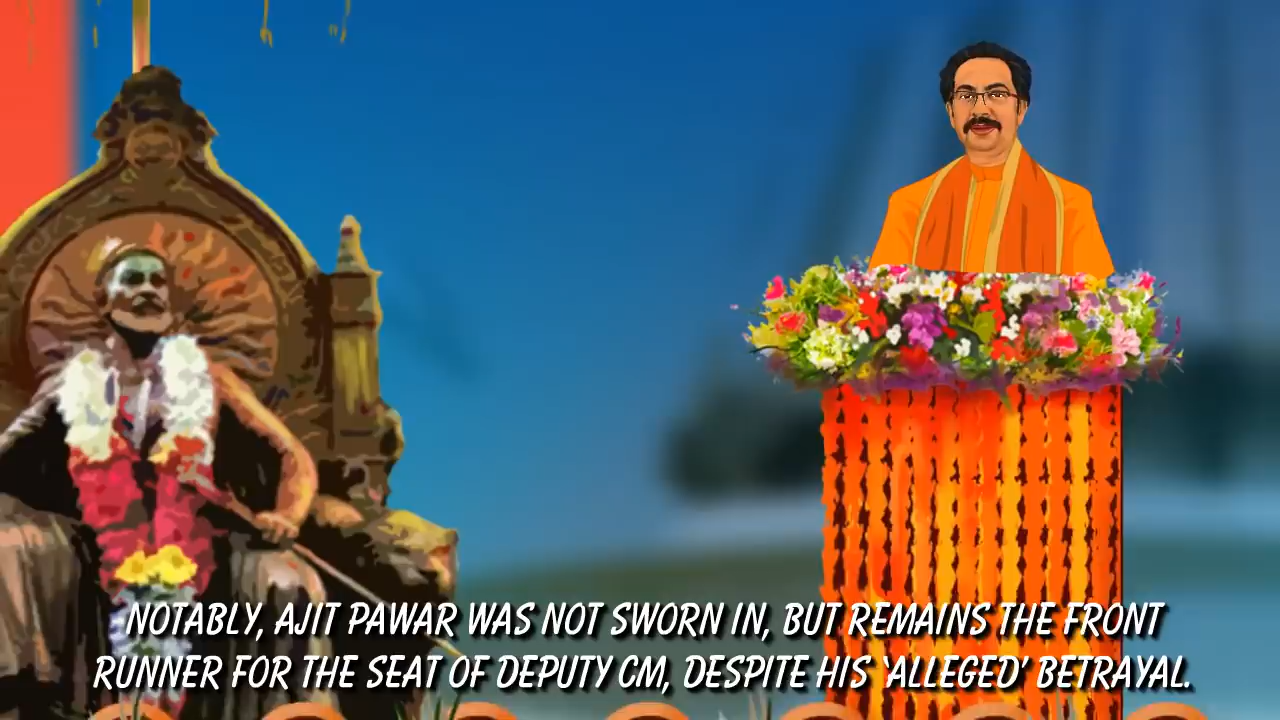 NOTABLY, AJIT PAWAR WAS NOT SWORN IN, BUT REMAINS THE FRONT
RUNNER FOR THE SEAT OF DEPUTY CM, DESPITE HIS ‘ALLEGED’ BETRAYAL.